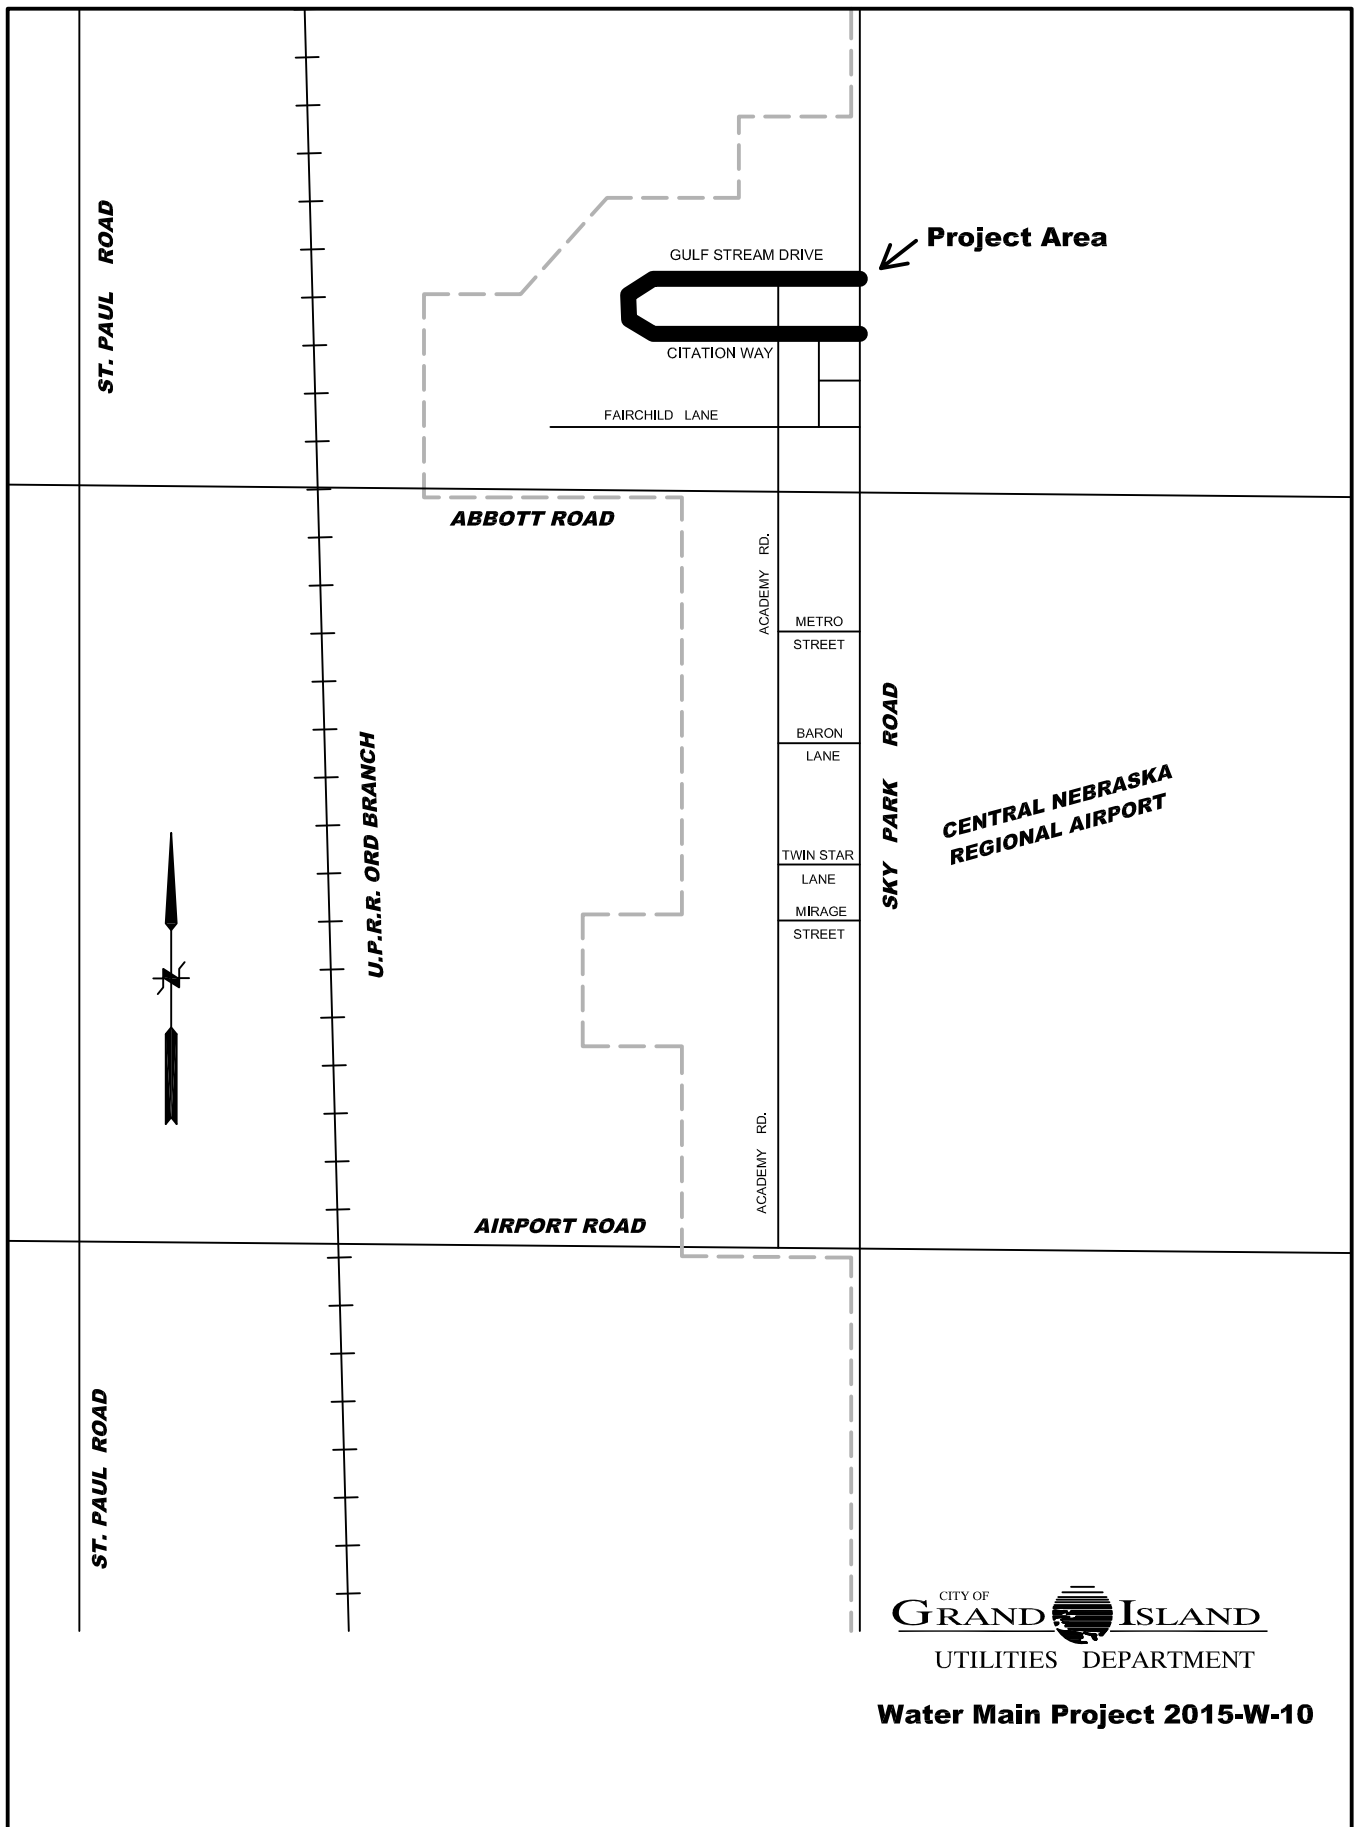 Project Area
GULF STREAM DRIVE
ST. PAUL ROAD
CITATION WAY
FAIRCHILD LANE
ABBOTT ROAD
ACADEMY RD.
METRO
STREET
SKY PARK ROAD
BARON
LANE
U.P.R.R. ORD BRANCH
CENTRAL NEBRASKA
REGIONAL AIRPORT
TWIN STAR
LANE
MIRAGE
STREET
N
ACADEMY RD.
AIRPORT ROAD
ST. PAUL ROAD
CITY OF
GRAND ISLAND
UTILITIES DEPARTMENT
Water Main Project 2015-W-10